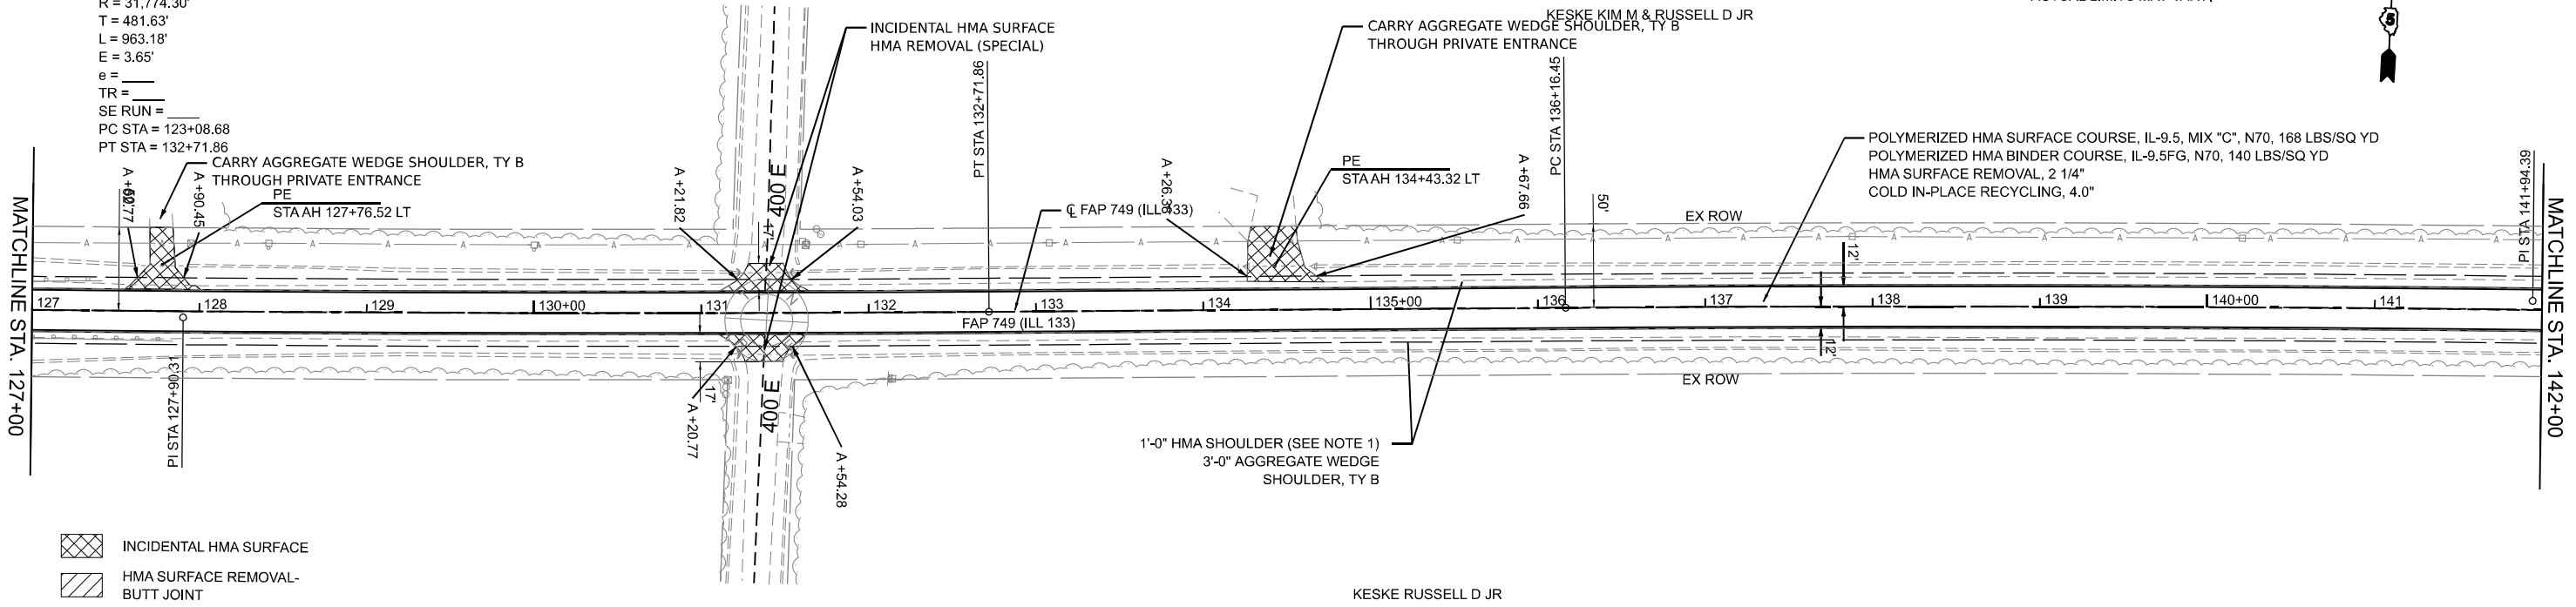 R = 31,774.30'
T = 481.63'
L = 963.18'
E = 3.65'
e = ____
TR = ____
SE RUN = ____
PC STA = 123+08.68
PT STA = 132+71.86
CARRY AGGREGATE WEDGE SHOULDER, TY B
THROUGH PRIVATE ENTRANCE
PE
STA AH 127+76.52 LT
A +90.45
A +21.82
A +54.03
400 E
17'
INCIDENTAL HMA SURFACE
HMA REMOVAL (SPECIAL)
PT STA 132+71.86
℄ FAP 749 (ILL 133)
A +26.38
CARRY AGGREGATE WEDGE SHOULDER, TY B
THROUGH PRIVATE ENTRANCE
KESKE KIM M & RUSSELL D JR
PE
STA AH 134+43.32 LT
A +67.66
PC STA 136+16.45
50'
EX ROW
POLYMERIZED HMA SURFACE COURSE, IL-9.5, MIX "C", N70, 168 LBS/SQ YD
POLYMERIZED HMA BINDER COURSE, IL-9.5FG, N70, 140 LBS/SQ YD
HMA SURFACE REMOVAL, 2 1/4"
COLD IN-PLACE RECYCLING, 4.0"
5
PI STA 141+94.39
MATCHLINE STA. 127+00
MATCHLINE STA. 142+00
A A A A A A A A A A A A A A A A
127 128 129 130+00 131 132 133 134 135+00 136 137 138 139 140+00 141
12'
12'
FAP 749 (ILL 133)
PI STA 127+90.31
17'
A +20.77
400 E
A +54.28
EX ROW
1'-0" HMA SHOULDER (SEE NOTE 1)
3'-0" AGGREGATE WEDGE
SHOULDER, TY B
INCIDENTAL HMA SURFACE
HMA SURFACE REMOVAL-
BUTT JOINT
KESKE RUSSELL D JR